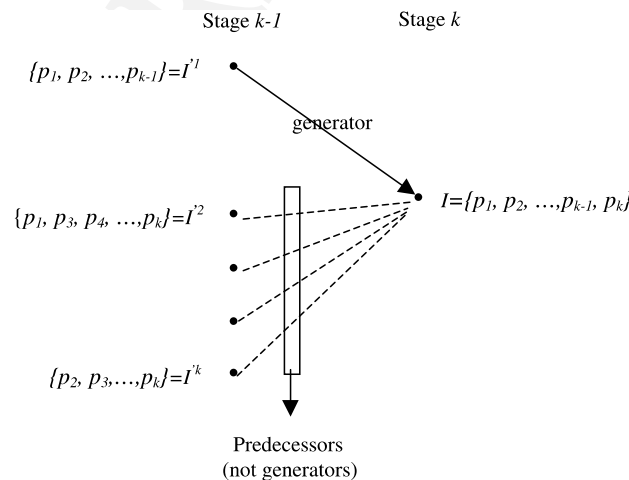 Stage k-1 Stage k
{p1, p2, …,pk-1}=I'1
generator
{p1, p3, p4, …,pk}=I'2
I={p1, p2, …,pk-1, pk}
{p2, p3,…,pk}=I'k
Predecessors
(not generators)